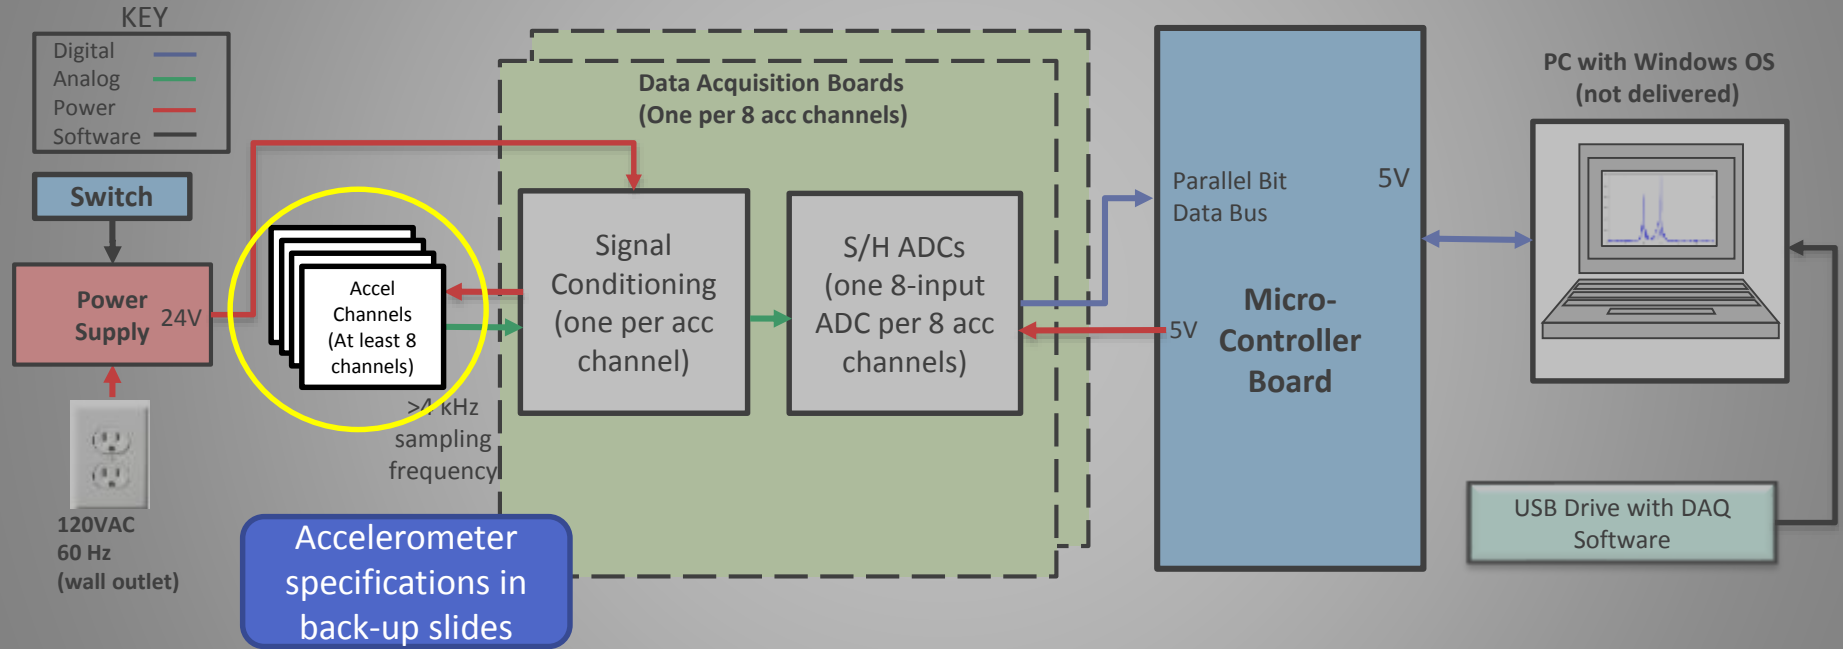 KEY
Digital
Analog
Power
Software
Switch
Power
Supply
24V
120VAC
60 Hz
(wall outlet)
Accel
Channels
(At least 8
channels)
>4 kHz
sampling
frequency
Accelerometer
specifications in
back-up slides
Data Acquisition Boards
(One per 8 acc channels)
Signal
Conditioning
(one per acc
channel)
S/H ADCs
(one 8-input
ADC per 8 acc
channels)
Parallel Bit
Data Bus
5V
5V
Micro-
Controller
Board
PC with Windows OS
(not delivered)
USB Drive with DAQ
Software